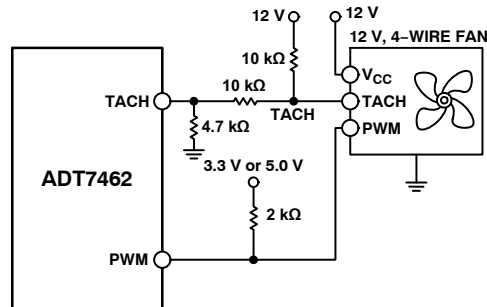 12 V
12 V
12 V, 4–WIRE FAN
10 kΩ
10 kΩ
VCC
TACH
TACH
TACH
4.7 kΩ
PWM
3.3 V or 5.0 V
ADT7462
2 kΩ
PWM